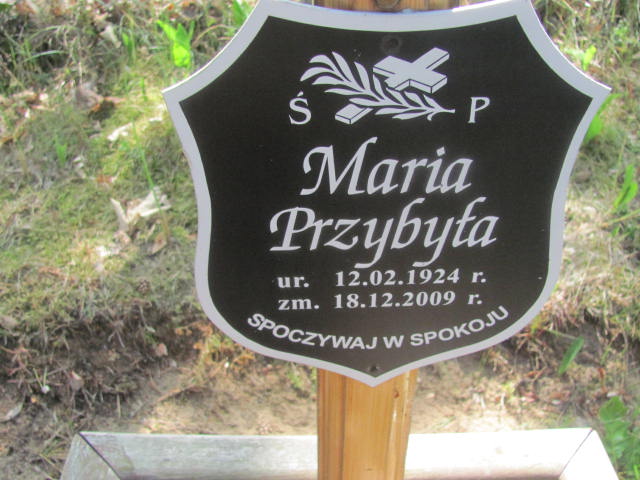 Ś P
Maria
Przybyła
ur. 12.02.1924 r.
zm. 18.12.2009 r.
SPOCZYWAJ W SPOKOJU